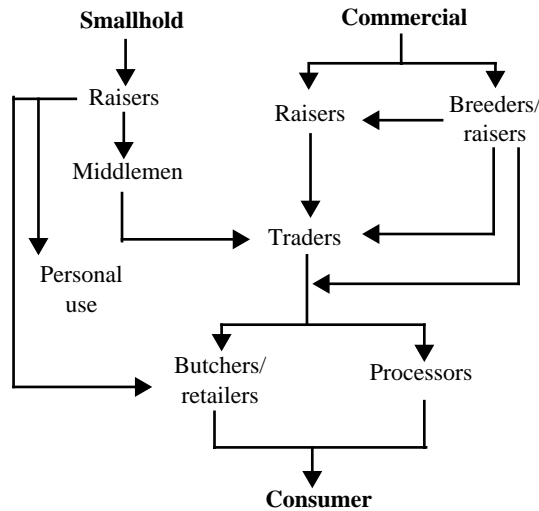 Smallhold
Commercial
Raisers
Raisers
Breeders/
raisers
Middlemen
Traders
Personal
use
Butchers/
retailers
Processors
Consumer